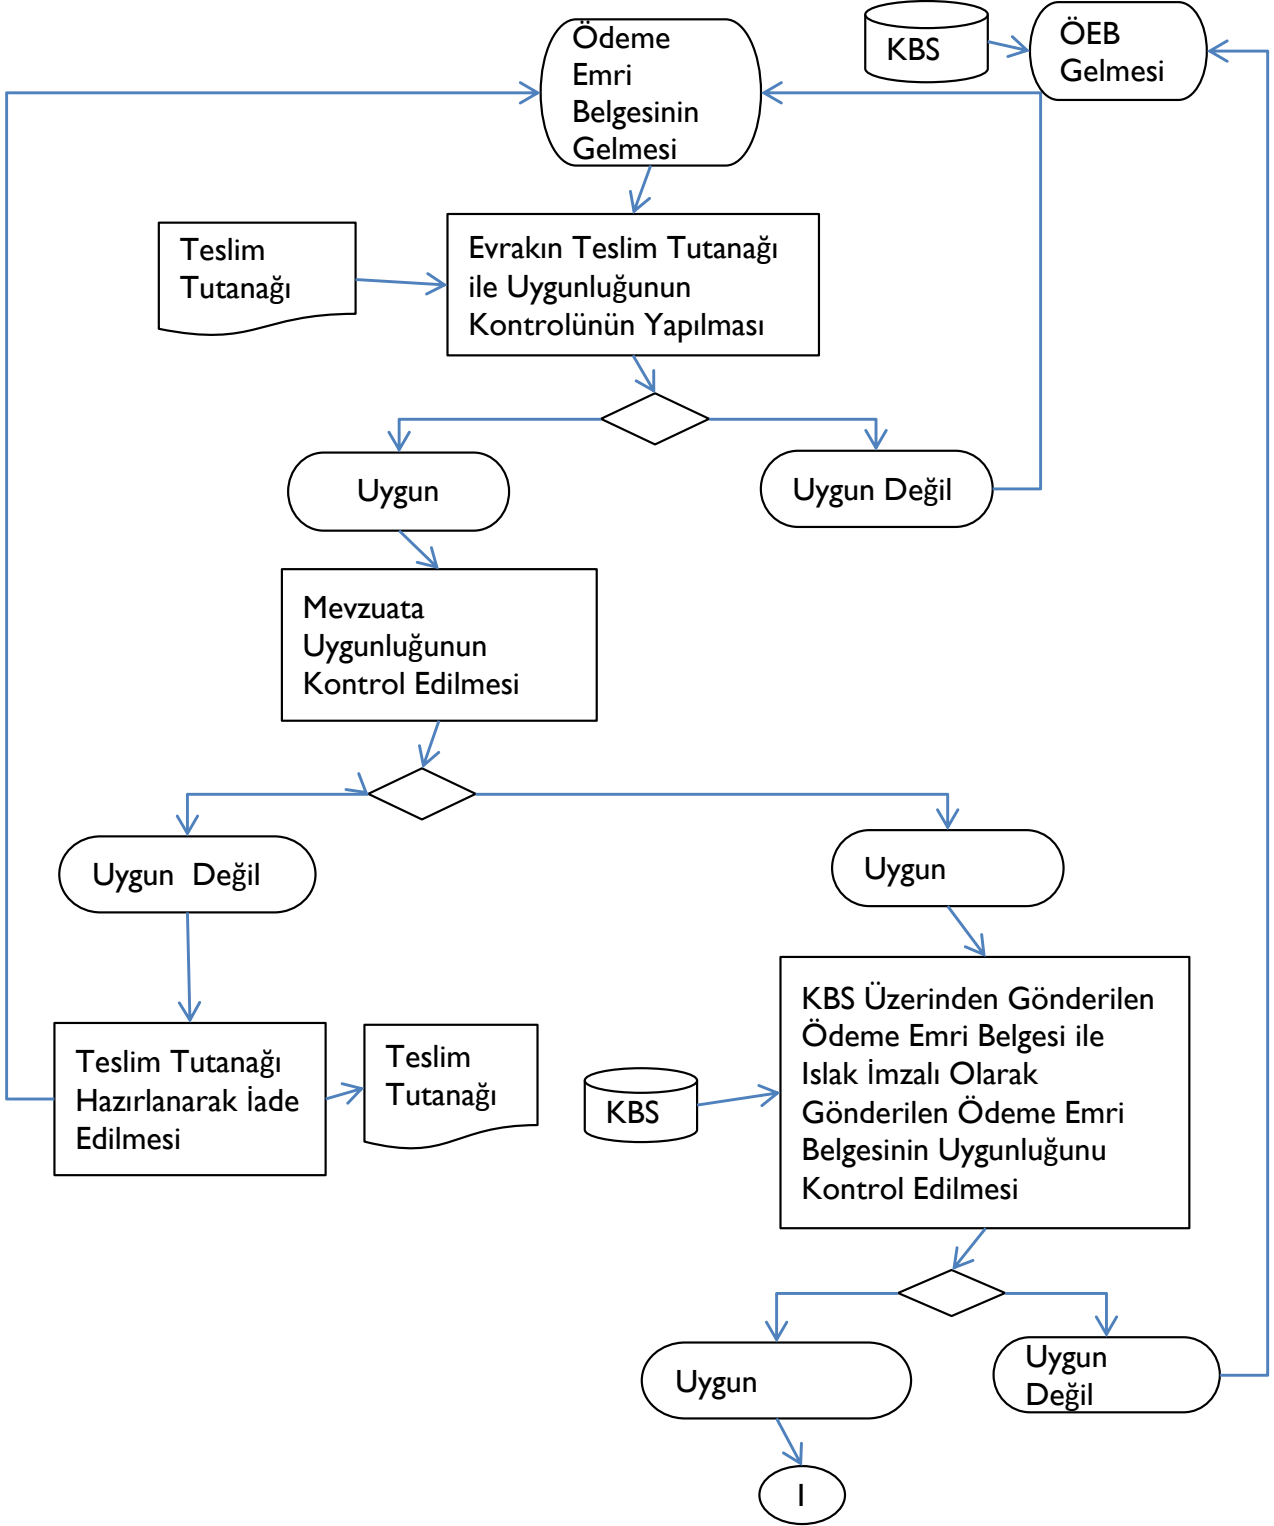 Ödeme
Emri
Belgesinin
Gelmesi
KBS
ÖEB
Gelmesi
Teslim
Tutanağı
Evrakın Teslim Tutanağı
ile Uygunluğunun
Kontrolünün Yapılması
Uygun
Uygun Değil
Mevzuata
Uygunluğunun
Kontrol Edilmesi
Uygun Değil
Uygun
Teslim Tutanağı
Hazırlanarak İade
Edilmesi
Teslim
Tutanağı
KBS
KBS Üzerinden Gönderilen
Ödeme Emri Belgesi ile
Islak İmzalı Olarak
Gönderilen Ödeme Emri
Belgesinin Uygunluğunu
Kontrol Edilmesi
Uygun
Uygun
Değil
1